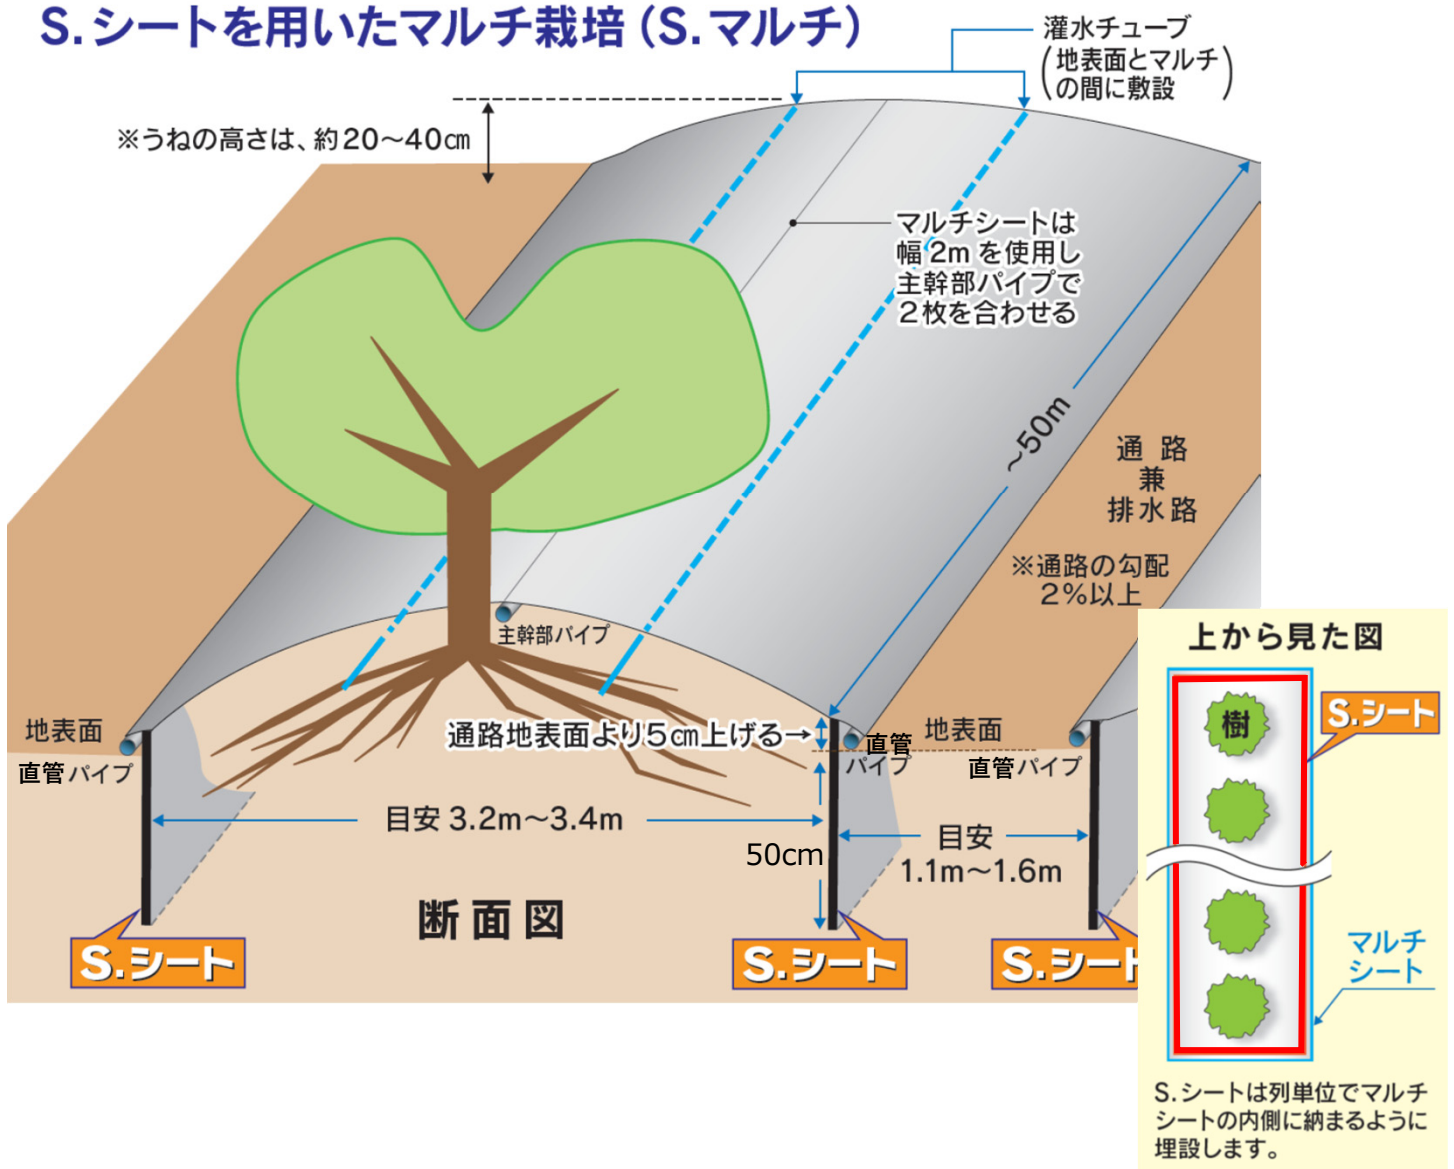 S.シートを用いたマルチ栽培（S.マルチ）
灌水チューブ
（地表面とマルチ
の間に敷設）
※うねの高さは、約20～40㎝
マルチシートは
幅2mを使用し
主幹部パイプで
2枚を合わせる
～50m
通路
兼
排水路
※通路の勾配
2％以上
主幹部パイプ
地表面
直管パイプ
通路地表面より5㎝上げる→
直管
パイプ
地表面
直管パイプ
目安3.2m～3.4m
50cm
目安
1.1m～1.6m
断面図
S.シート
S.シート
S.シート
上から見た図
樹
S.シート
マルチ
シート
S.シートは列単位でマルチ
シートの内側に納まるように
埋設します。